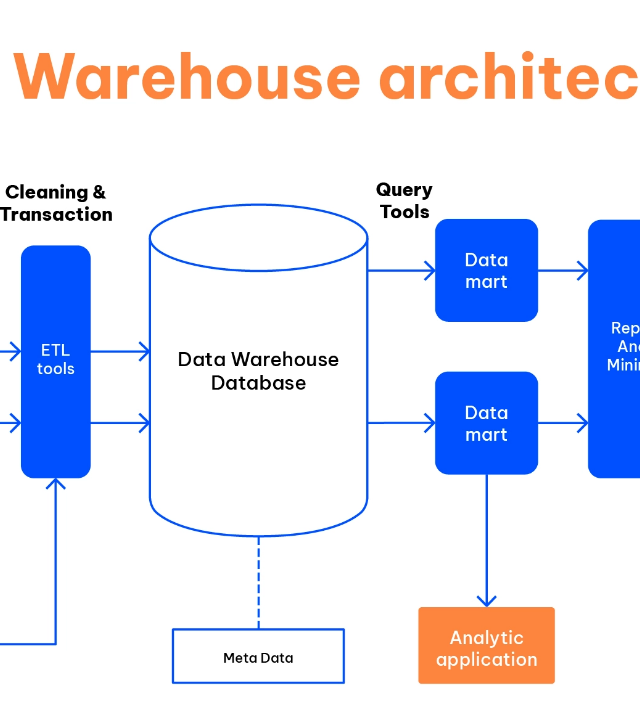 Warehouse architec
Cleaning &
Transaction
Query
Tools
ETL
tools
Data Warehouse
Database
Data
mart
Data
mart
Rep
Ana
Mini
Meta Data
Analytic
application